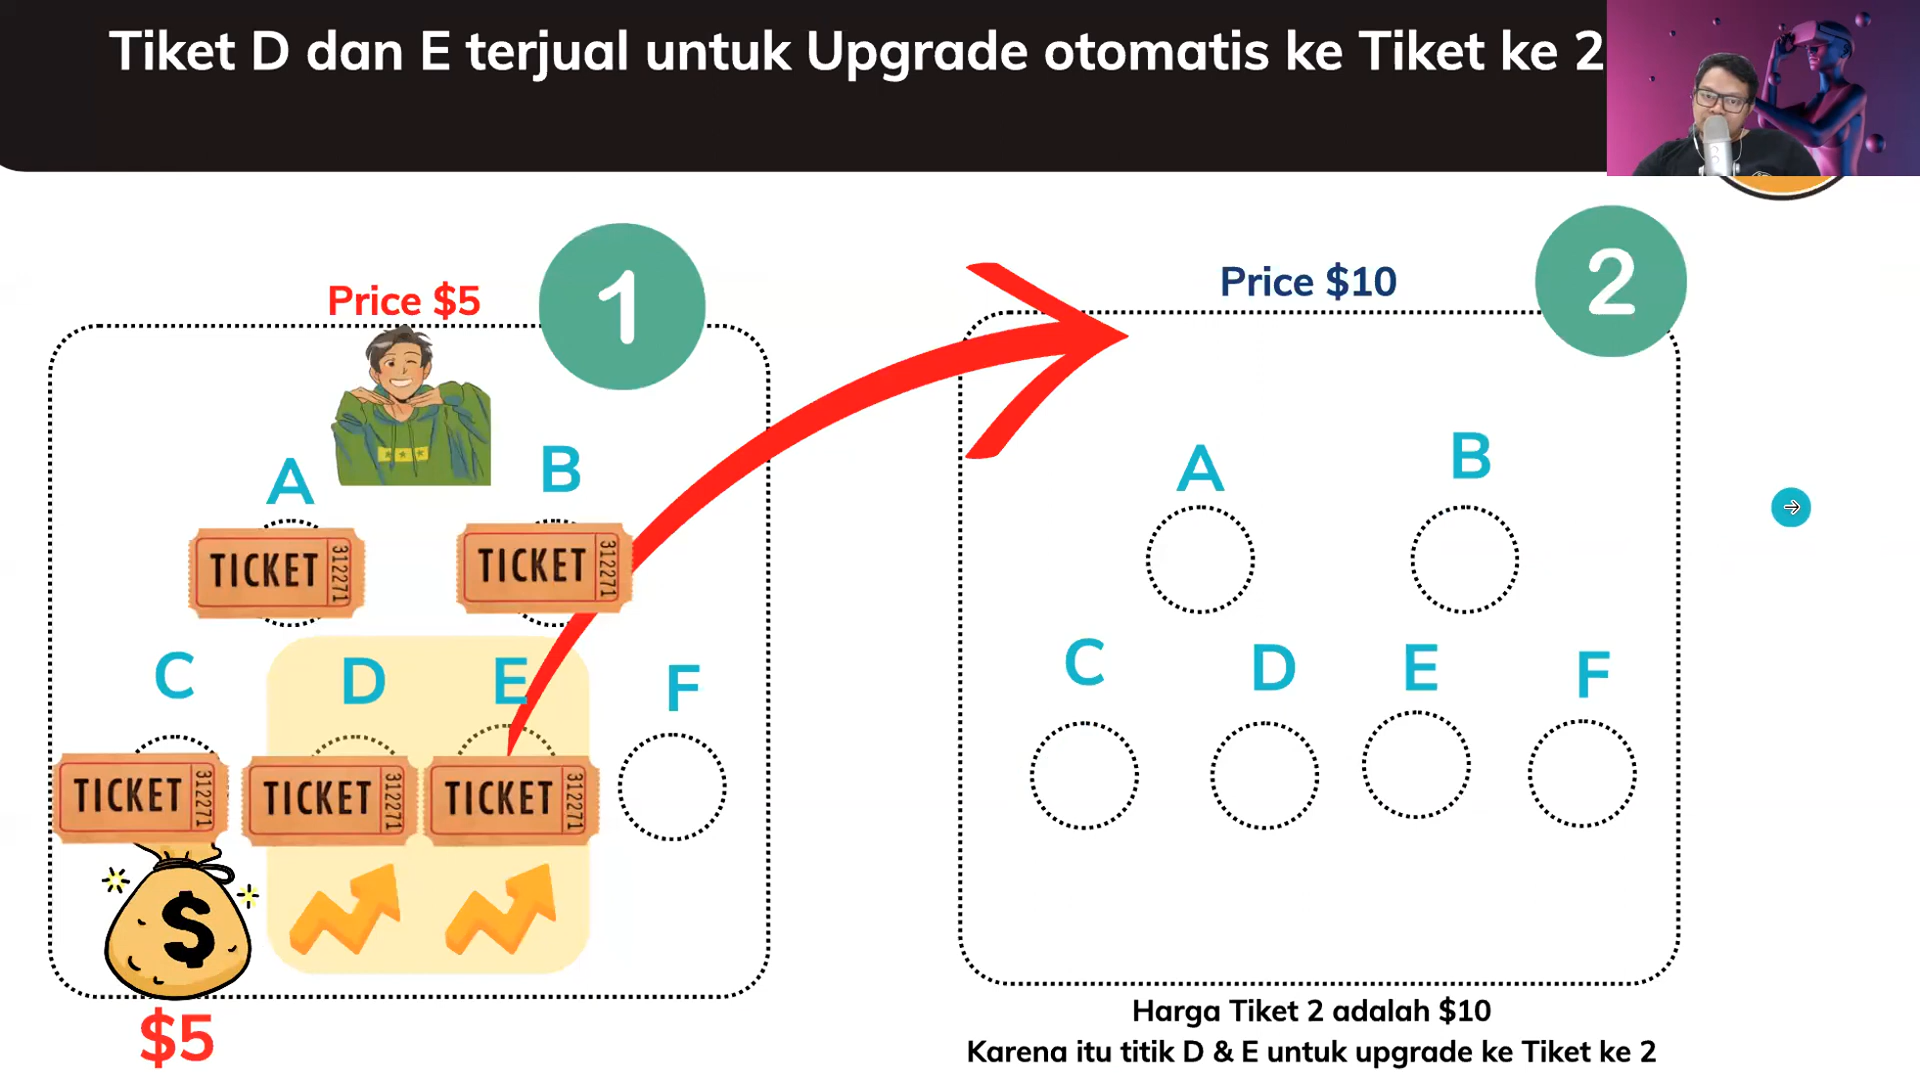 Tiket D dan E terjual untuk Upgrade otomatis ke Tiket ke 2
Price $5
1
A
B
TICKET 312271
TICKET 312271
C
D
E
F
TICKET 312271
TICKET 312271
TICKET 312271
$
$5
Price $10
2
A
B
C
D
E
F
Harga Tiket 2 adalah $10
Karena itu titik D & E untuk upgrade ke Tiket ke 2